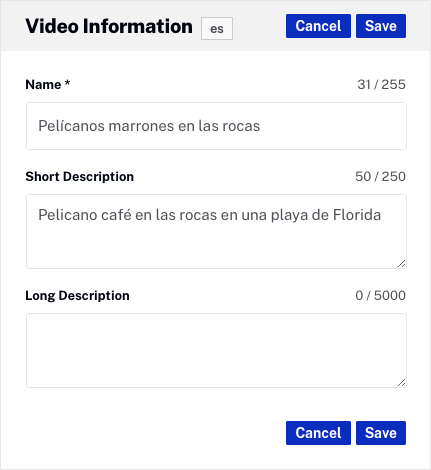 Video Information es Cancel Save
Name * 31 / 255
Pelícanos marrones en las rocas
Short Description 50 / 250
Pelicano café en las rocas en una playa de Florida
Long Description 0 / 5000
Cancel Save